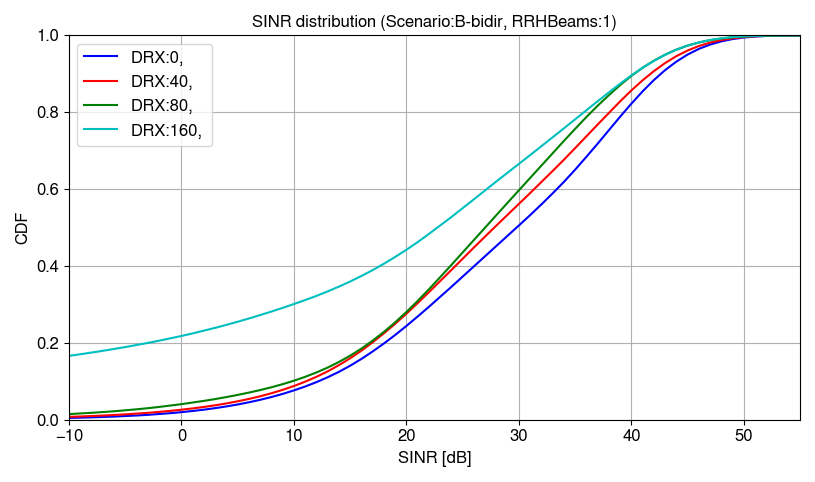 SINR distribution (Scenario:B-bidir, RRHBeams:1)
DRX:0,
DRX:40,
DRX:80,
DRX:160,
CDF
1.0
0.8
0.6
0.4
0.2
0.0
−10 0 10 20 30 40 50
SINR [dB]